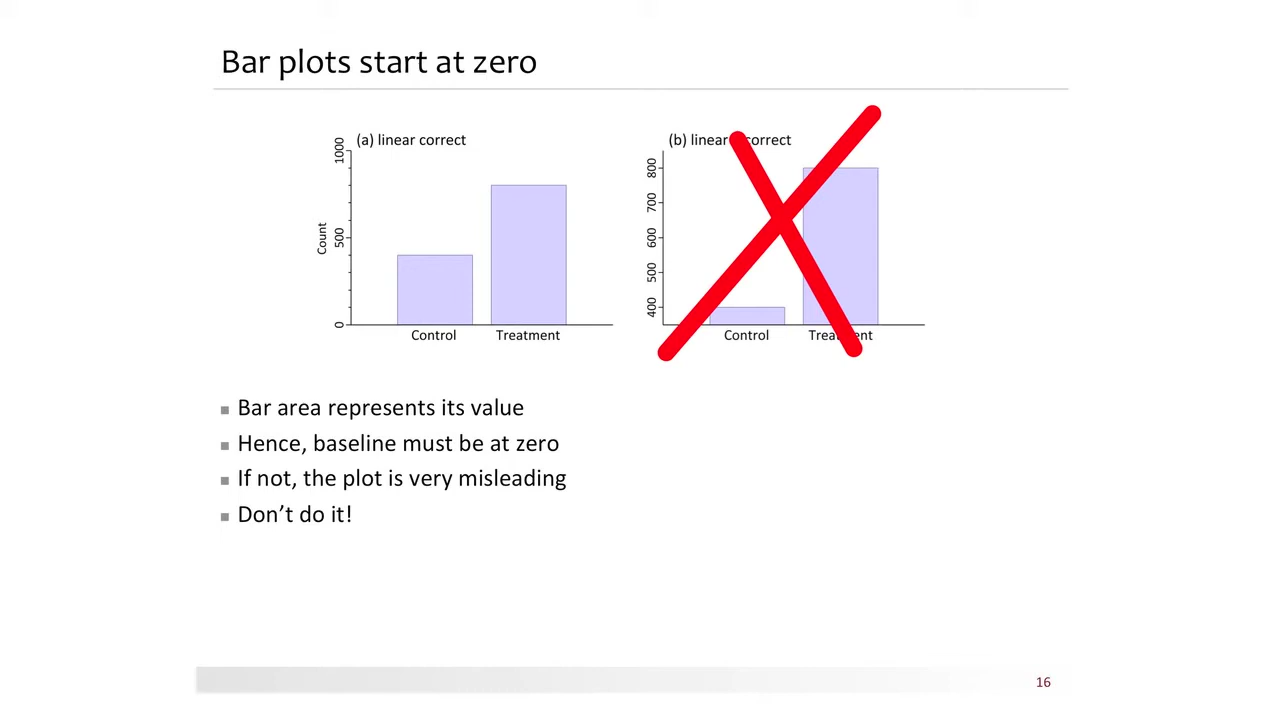 Bar plots start at zero
(a) linear correct
1000
500
0
Count
Control Treatment
(b) linear correct
800
700
600
500
400
Control
Bar area represents its value
Hence, baseline must be at zero
If not, the plot is very misleading
Don’t do it!
16